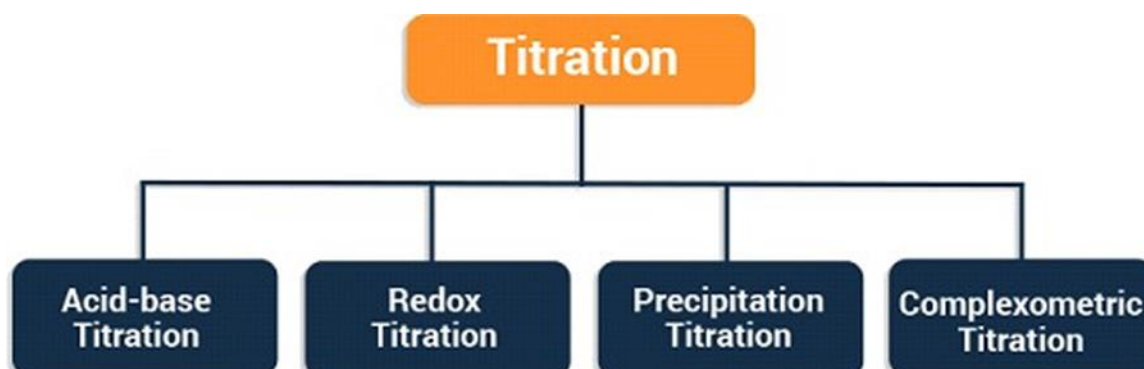 Titration
Acid-base
Titration
Redox
Titration
Precipitation
Titration
Complexometric
Titration